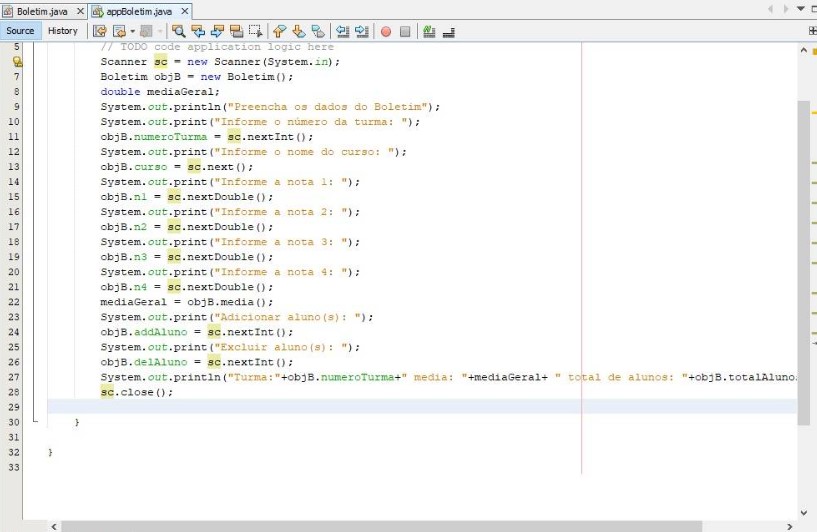 Boletim.java × appBoletim.java ×
Source History
5 // TODO code application logic here
Scanner sc = new Scanner(System.in);
7 Boletim objB = new Boletim();
8 double mediaGeral;
9 System.out.println("Preencha os dados do Boletim");
10 System.out.print("Informe o número da turma: ");
11 objB.numeroTurma = sc.nextInt();
12 System.out.print("Informe o nome do curso: ");
13 objB.curso = sc.next();
14 System.out.print("Informe a nota 1: ");
15 objB.n1 = sc.nextDouble();
16 System.out.print("Informe a nota 2: ");
17 objB.n2 = sc.nextDouble();
18 System.out.print("Informe a nota 3: ");
19 objB.n3 = sc.nextDouble();
20 System.out.print("Informe a nota 4: ");
21 objB.n4 = sc.nextDouble();
22 mediaGeral = objB.media();
23 System.out.print("Adicionar aluno(s): ");
24 objB.addAluno = sc.nextInt();
25 System.out.print("Excluir aluno(s): ");
26 objB.delAluno = sc.nextInt();
27 System.out.println("Turma:"+objB.numeroTurma+" media: "+mediaGeral+ " total de alunos: "+objB.totalAluno
28 sc.close();
29
30 }
31
32 }
33